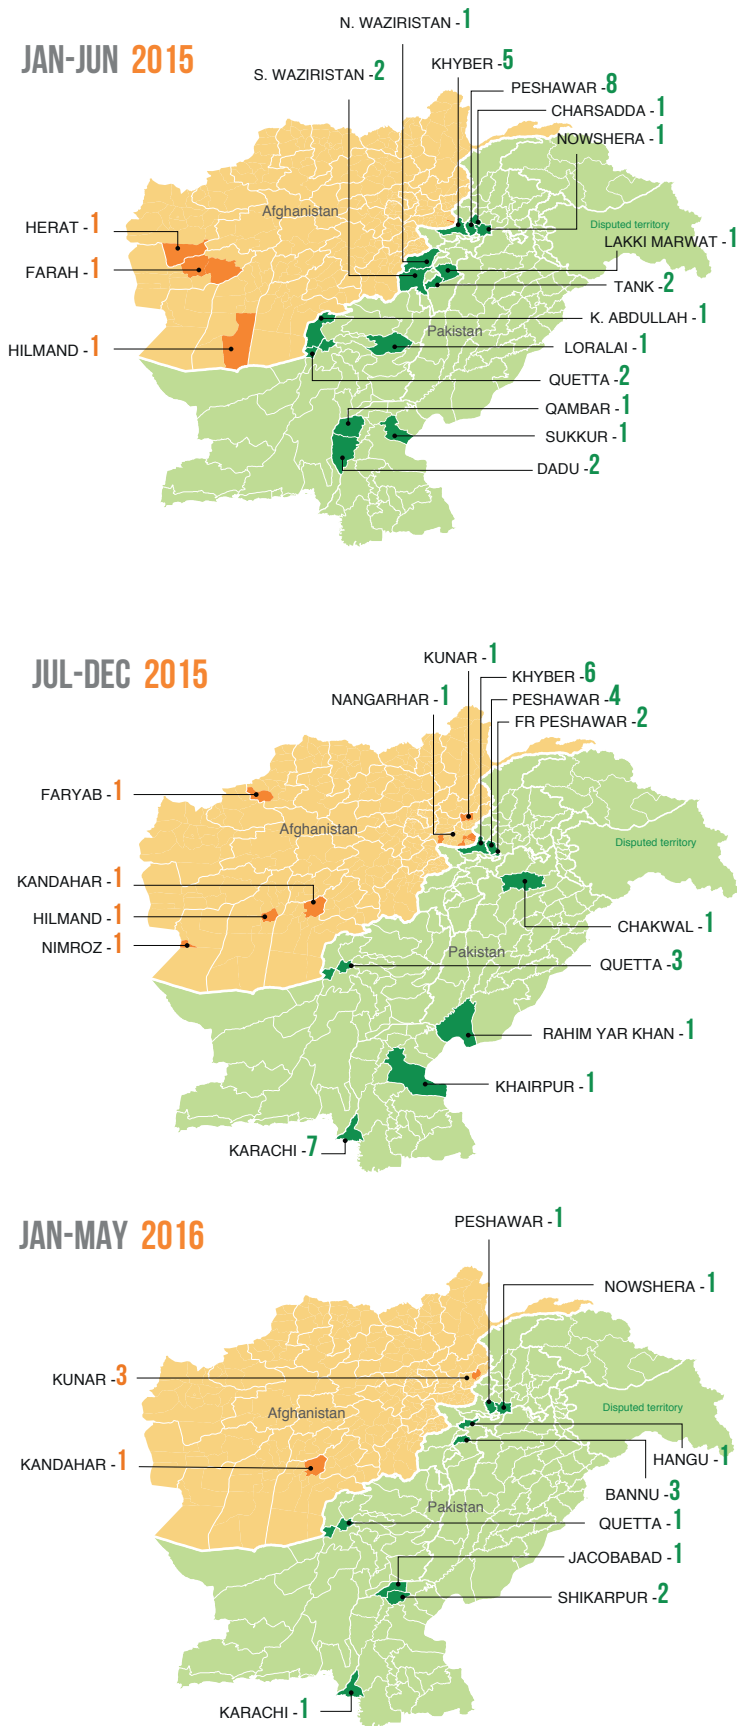 N. WAZIRISTAN - 1
JAN-JUN 2015
S. WAZIRISTAN - 2
KHYBER - 5
PESHAWAR - 8
CHARSADDA - 1
NOWSHERA - 1
Afghanistan
HERAT - 1
Disputed territory
LAKKI MARWAT - 1
FARAH - 1
TANK - 2
K. ABDULLAH - 1
Pakistan
HILMAND - 1
LORALAI - 1
QUETTA - 2
QAMBAR - 1
SUKKUR - 1
DADU - 2
KUNAR - 1
JUL-DEC 2015
KHYBER - 6
NANGARHAR - 1
PESHAWAR - 4
FR PESHAWAR - 2
FARYAB - 1
Afghanistan
Disputed territory
KANDAHAR - 1
HILMAND - 1
CHAKWAL - 1
NIMROZ - 1
Pakistan
QUETTA - 3
RAHIM YAR KHAN - 1
KHAIRPUR - 1
KARACHI - 7
PESHAWAR - 1
JAN-MAY 2016
NOWSHERA - 1
KUNAR - 3
Afghanistan
Disputed territory
HANGU - 1
KANDAHAR - 1
BANNU - 3
Pakistan
QUETTA - 1
JACOBABAD - 1
SHIKARPUR - 2
KARACHI - 1